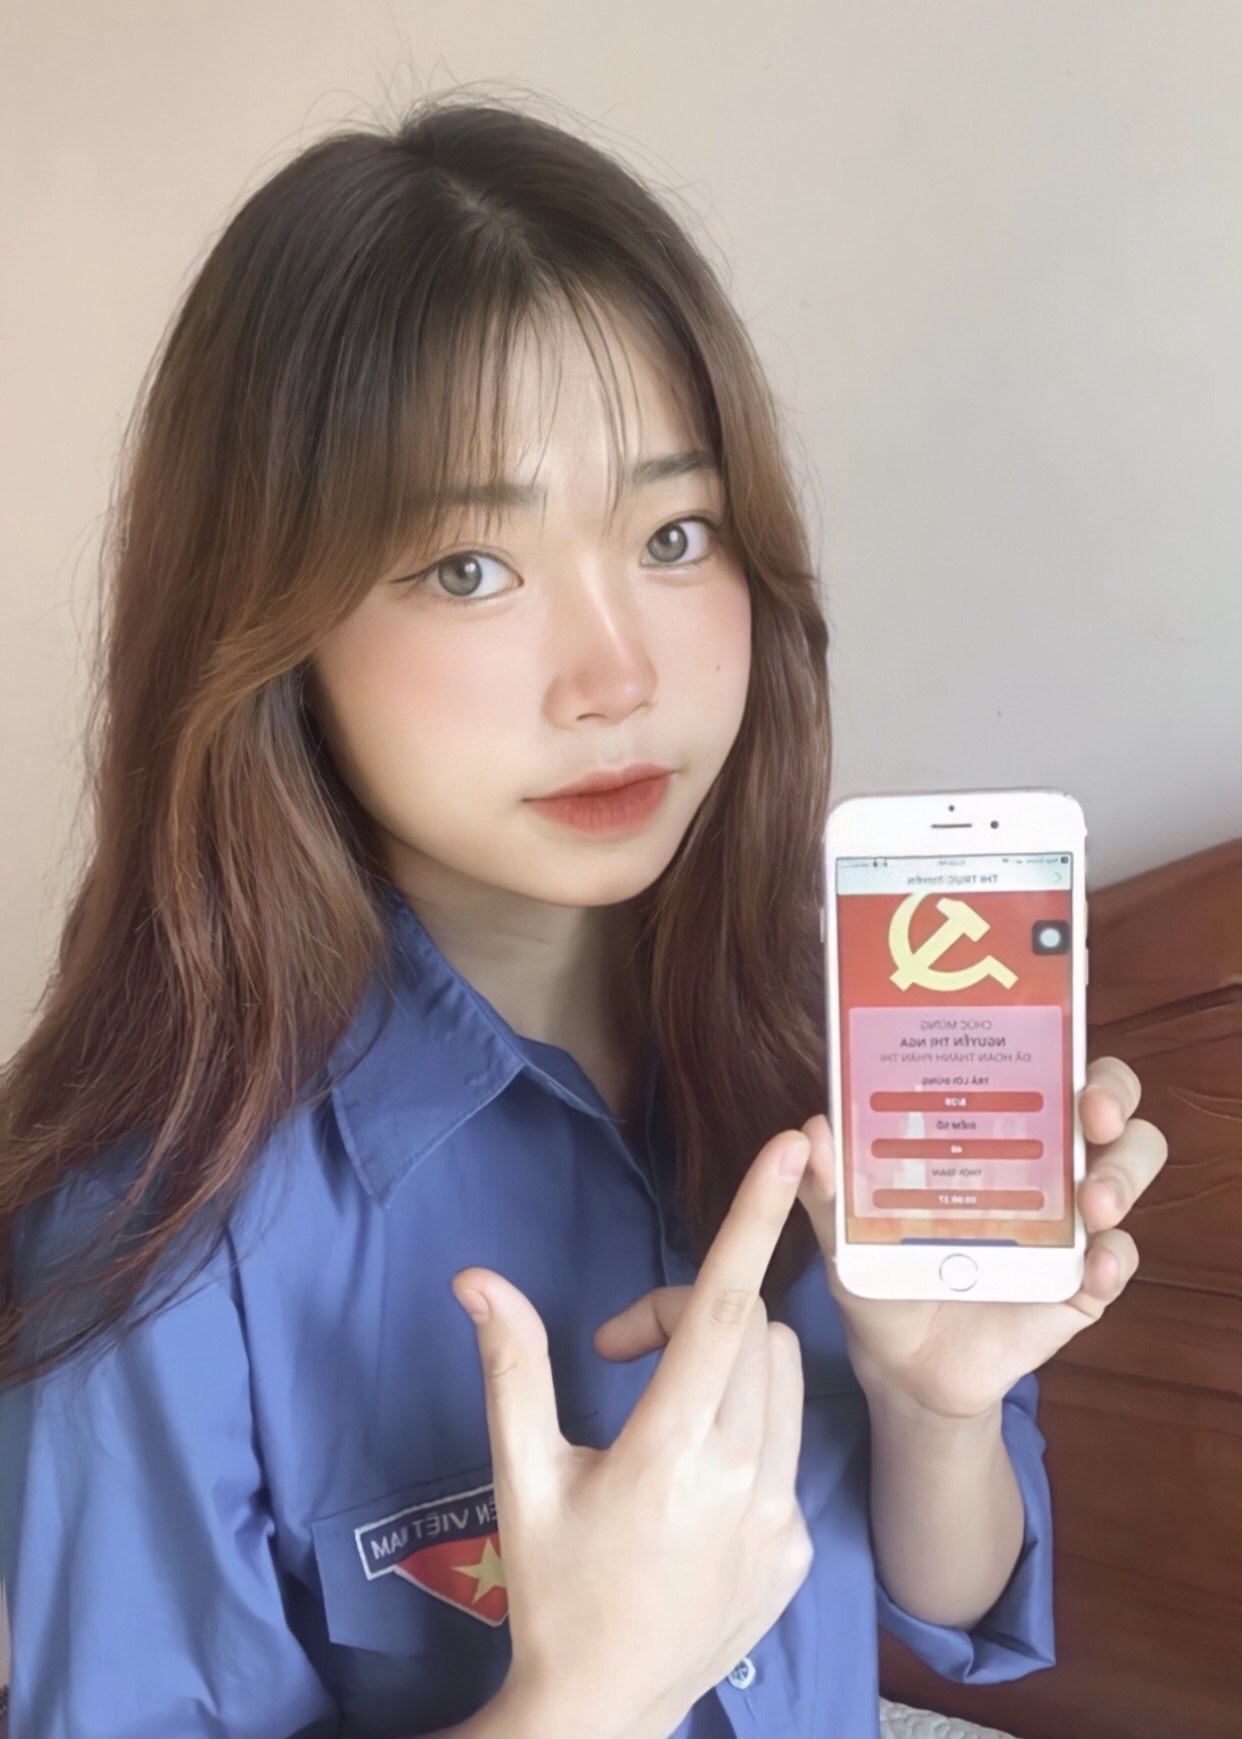 THI TRỰC TUYẾN
CHÚC MỪNG
NGUYỄN THỊ NGA
ĐÃ HOÀN THÀNH PHẦN THI
TRẢ LỜI ĐÚNG
ĐIỂM SỐ
THỜI GIAN
VIỆT NAM